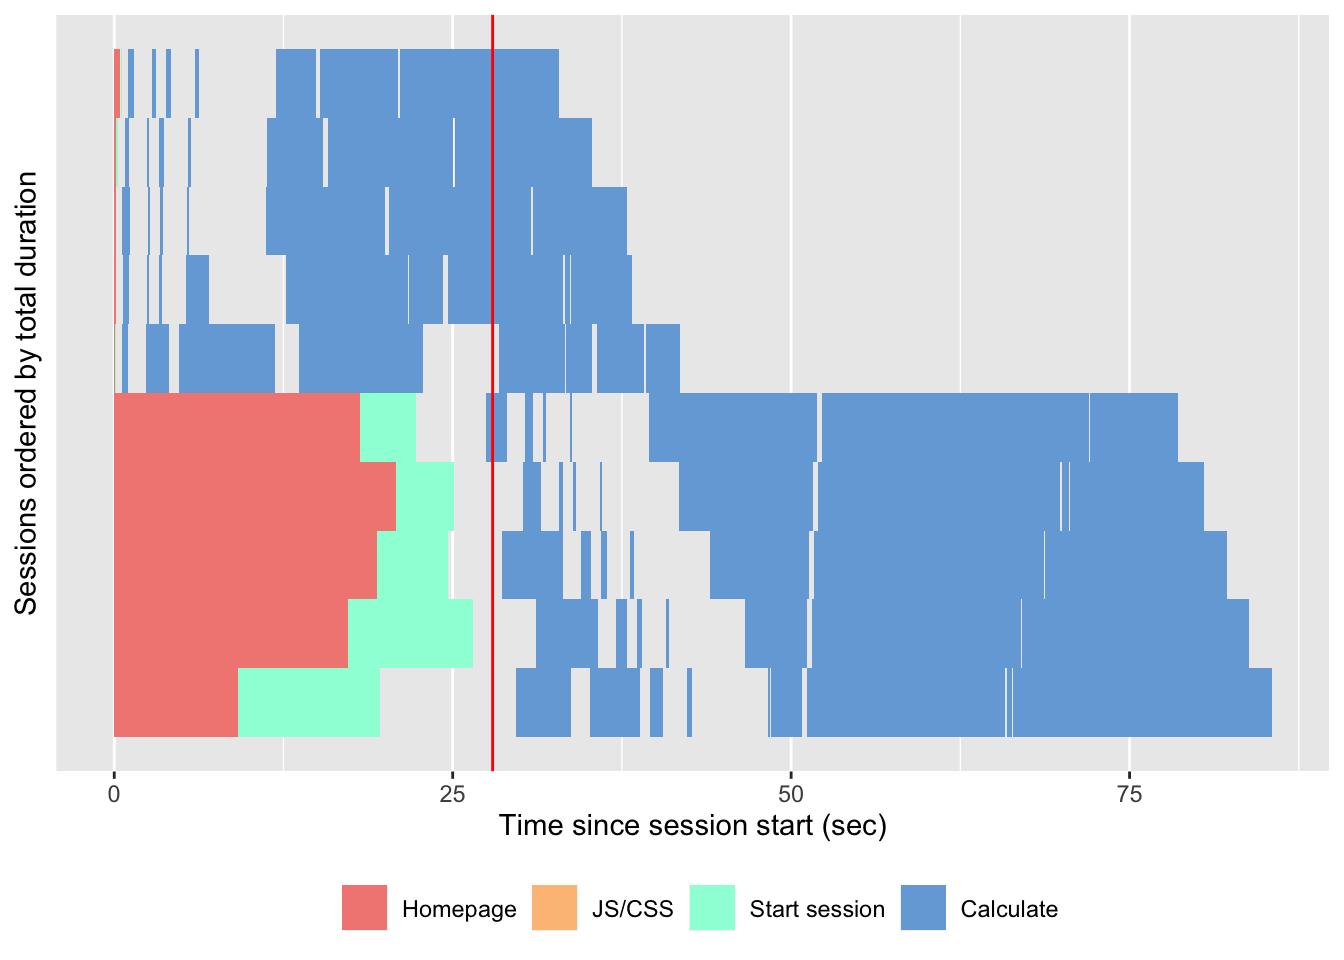 Sessions ordered by total duration
0 25 50 75
Time since session start (sec)
Homepage JS/CSS Start session Calculate